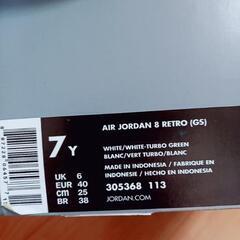 AIR JORDAN 8 RETRO (GS)
7 Y
WHITE/WHITE-TURBO GREEN
BLANC/VERT TURBO/BLANC
MADE IN INDONESIA / FABRIQUE EN
INDONESIE / HECHO EN INDONESIA
UK 6
EUR 40
cm 25
BR 38
305368 113
JORDAN.COM